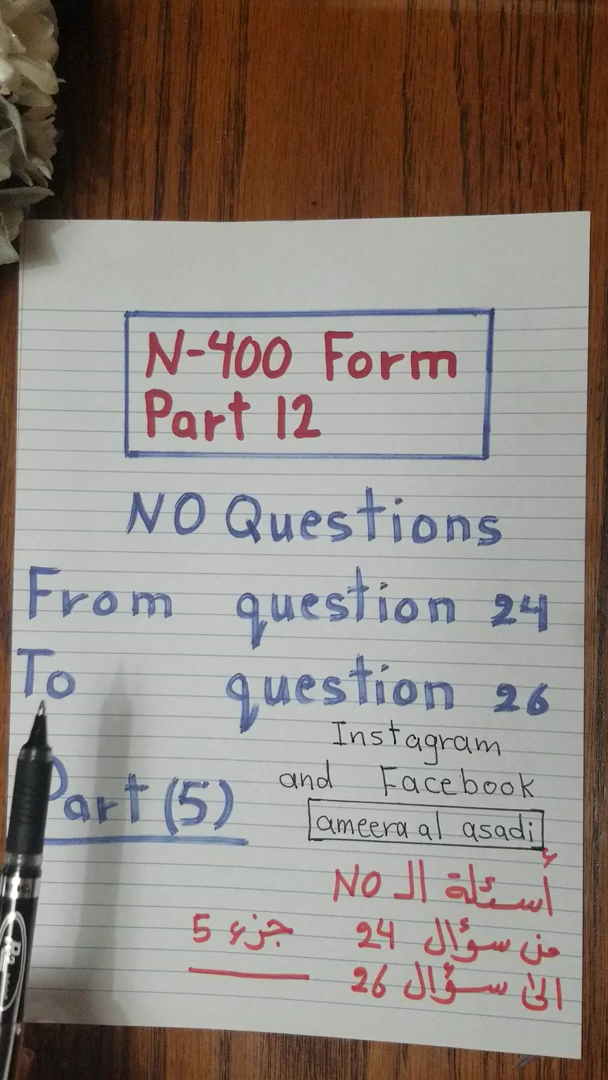 N-400 Form
Part 12
NO Questions
From question 24
To question 26
Instagram
and Facebook
Part (5)
ameera al asadi
أسئلة الـ NO
من سؤال 24 جزء 5
الى سؤال 26